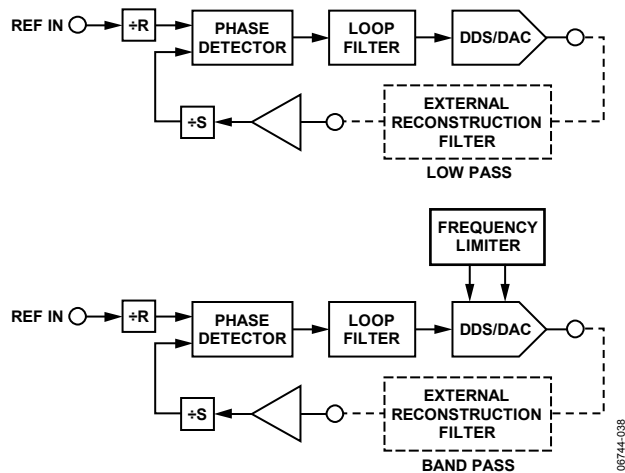 REF IN
÷R
PHASE
DETECTOR
LOOP
FILTER
DDS/DAC
÷S
EXTERNAL
RECONSTRUCTION
FILTER
LOW PASS
FREQUENCY
LIMITER
REF IN
÷R
PHASE
DETECTOR
LOOP
FILTER
DDS/DAC
÷S
EXTERNAL
RECONSTRUCTION
FILTER
BAND PASS
06744-038